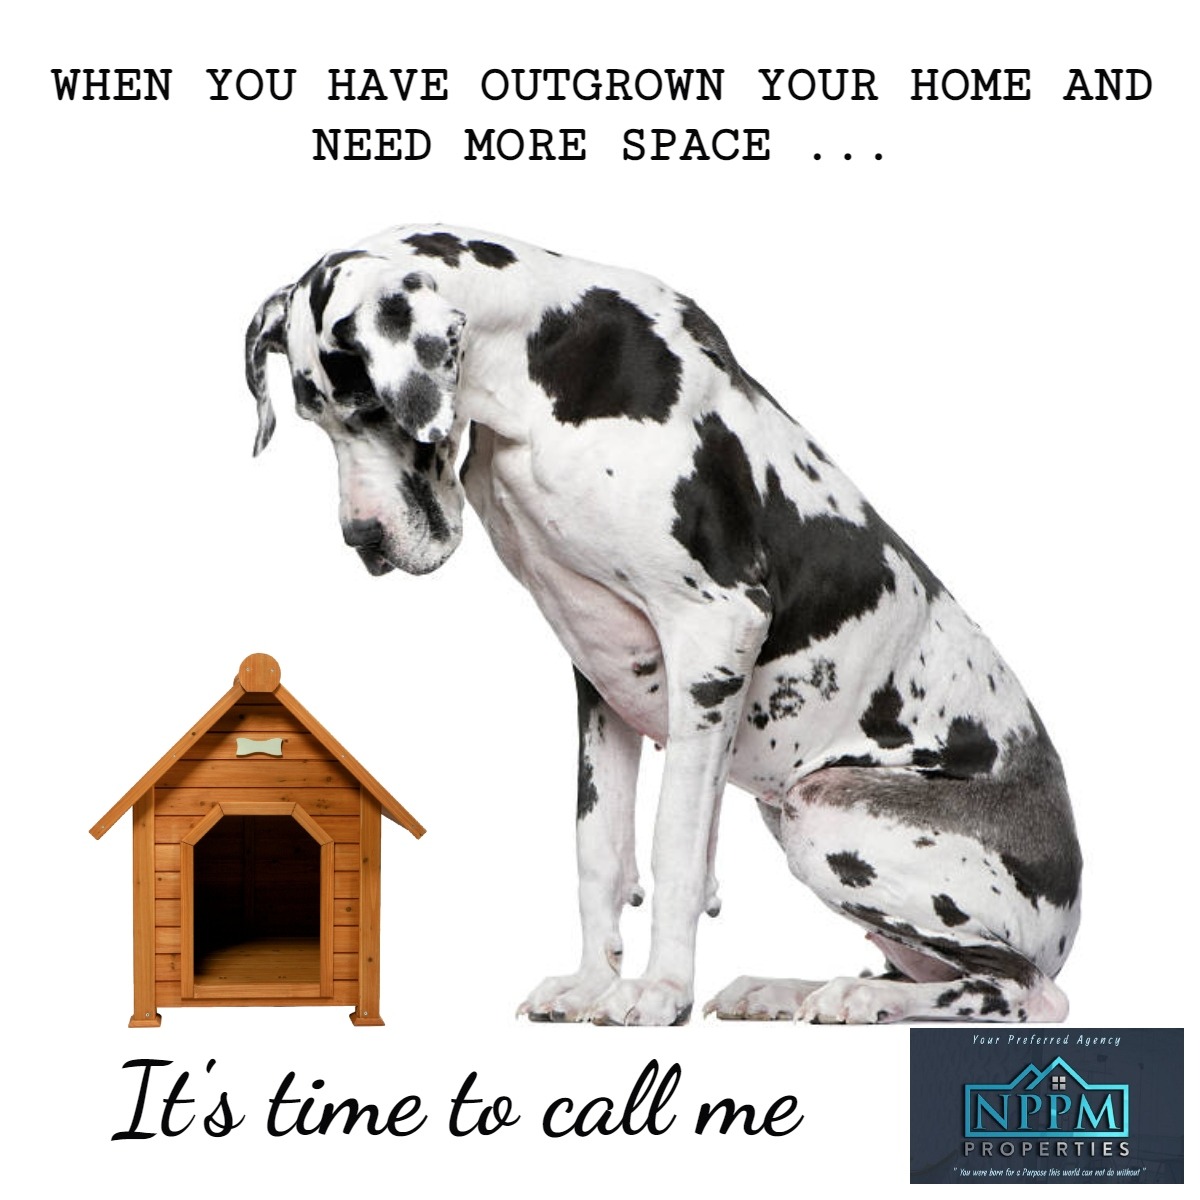 WHEN YOU HAVE OUTGROWN YOUR HOME AND
NEED MORE SPACE ...
It's time to call me
Your Preferred Agency
NPPM
PROPERTIES
" You were born for a Purpose this world can not do without "